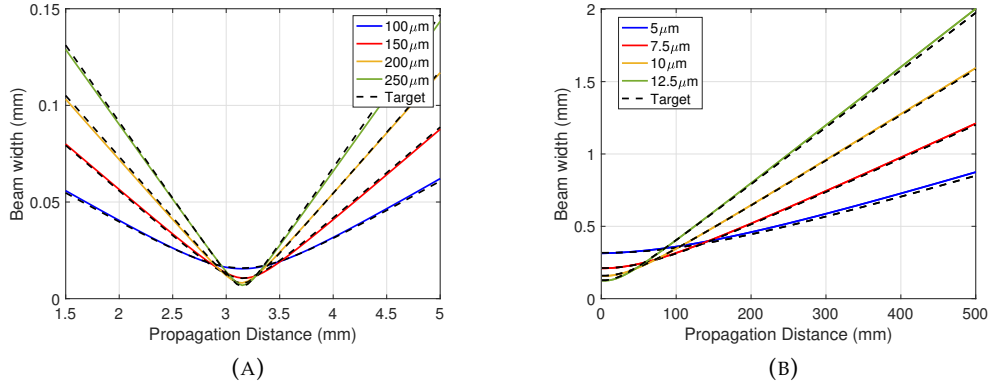 0.15
0.1
0.05
0
Beam width (mm)
1.5 2 2.5 3 3.5 4 4.5 5
Propagation Distance (mm)
100μm
150μm
200μm
250μm
Target
(A)
2
1.5
1
0.5
0
Beam width (mm)
0 100 200 300 400 500
Propagation Distance (mm)
5μm
7.5μm
10μm
12.5μm
Target
(B)